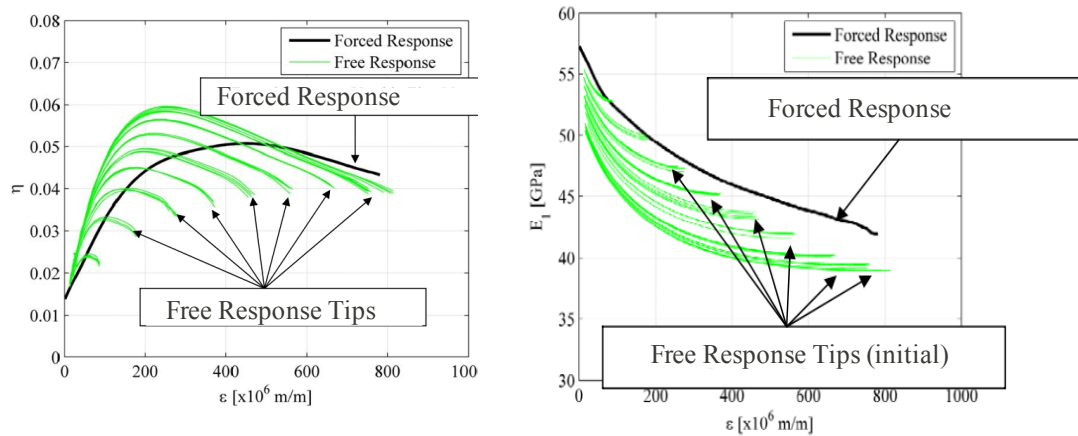 0.08
0.07
0.06
0.05
0.04
0.03
0.02
0.01
0
η
Forced Response
Free Response
Forced Response
Free Response Tips
0 200 400 600 800 100
ε [x10⁶ m/m]
60
55
50
45
40
35
30
E₁ [GPa]
Forced Response
Free Response
Forced Response
Free Response Tips (initial)
0 200 400 600 800 1000
ε [x10⁶ m/m]